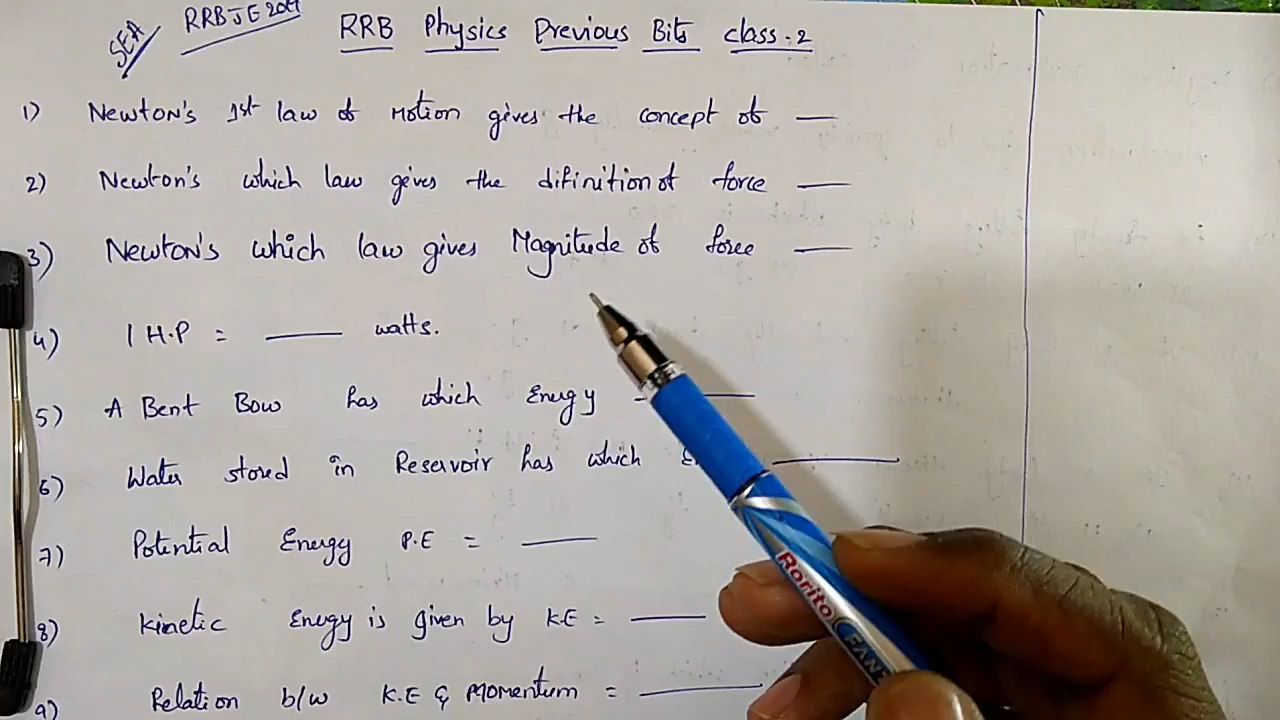 SEA RRB JE 2019 RRB Physics Previous Bits class-2
1) Newton's 1st law of Motion gives the concept of —
2) Newton's which law gives the difinition of force —
3) Newton's which law gives Magnitude of force —
4) 1 H.P = — watts.
5) A Bent Bow has which Energy —
6) Water stored in Reservoir has which —
7) Potential Energy P.E = —
8) Kinetic Energy is given by K.E = —
9) Relation b/w K.E & Momentum = —
Rorito